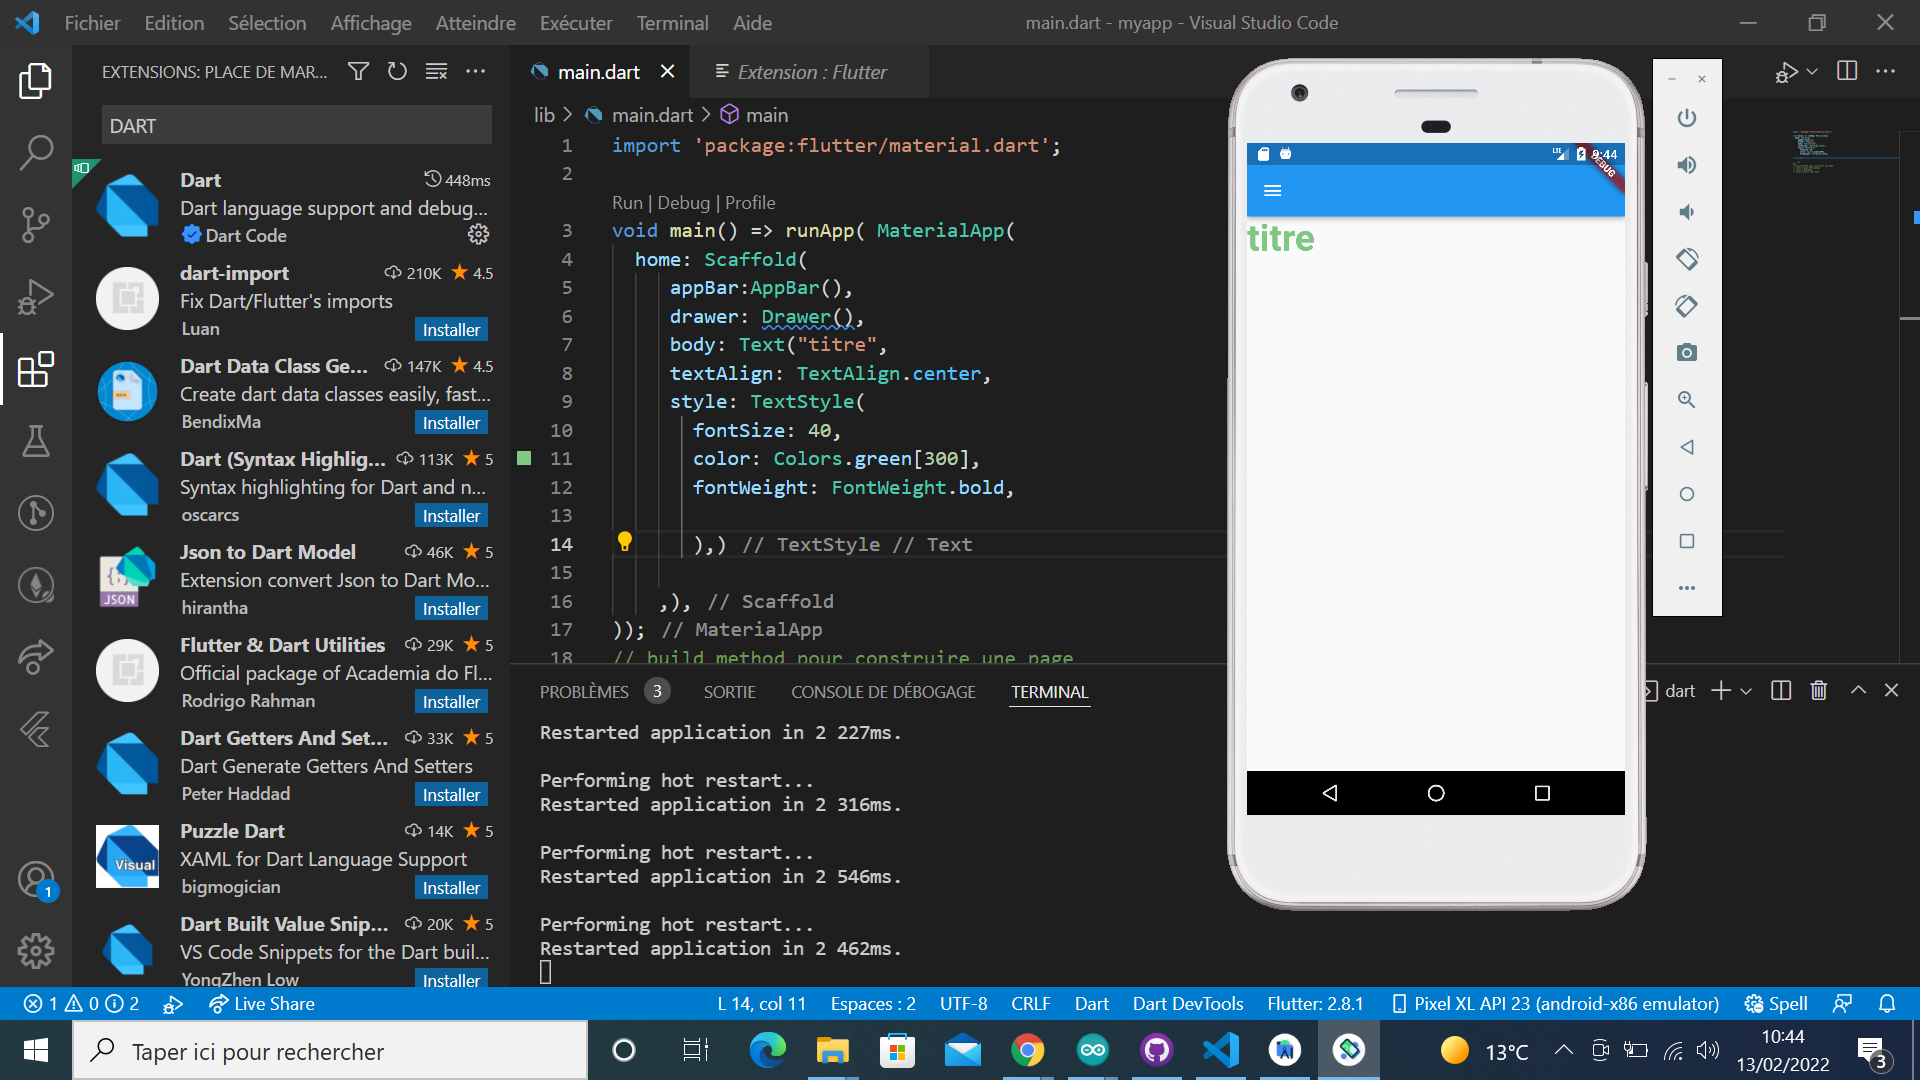 Fichier Edition Sélection Affichage Atteindre Exécuter Terminal Aide
main.dart - myapp - Visual Studio Code
EXTENSIONS: PLACE DE MAR...
DART
Dart 448ms
Dart language support and debug...
Dart Code
dart-import 210K 4.5
Fix Dart/Flutter's imports
Luan Installer
Dart Data Class Ge... 147K 4.5
Create dart data classes easily, fast...
BendixMa Installer
Dart (Syntax Highlig... 113K 5
Syntax highlighting for Dart and n...
oscarcs Installer
Json to Dart Model 46K 5
Extension convert Json to Dart Mo...
hirantha Installer
JSON
Flutter & Dart Utilities 29K 5
Official package of Academia do Fl...
Rodrigo Rahman Installer
Dart Getters And Set... 33K 5
Dart Generate Getters And Setters
Peter Haddad Installer
Puzzle Dart 14K 5
XAML for Dart Language Support
bigmogician Installer
Visual
Dart Built Value Snip... 20K 5
VS Code Snippets for the Dart buil...
YongZhen Low Installer
main.dart Extension : Flutter
lib > main.dart > main
1 import 'package:flutter/material.dart';
2
Run | Debug | Profile
3 void main() => runApp( MaterialApp(
4 home: Scaffold(
5 appBar:AppBar(),
6 drawer: Drawer(),
7 body: Text("titre",
8 textAlign: TextAlign.center,
9 style: TextStyle(
10 fontSize: 40,
11 color: Colors.green[300],
12 fontWeight: FontWeight.bold,
13
14 ),) // TextStyle // Text
15
16 ,), // Scaffold
17 )); // MaterialApp
18 // build method pour construire une page
PROBLÈMES 3 SORTIE CONSOLE DE DÉBOGAGE TERMINAL
dart
Restarted application in 2 227ms.
Performing hot restart...
Restarted application in 2 316ms.
Performing hot restart...
Restarted application in 2 546ms.
Performing hot restart...
Restarted application in 2 462ms.
LTE 9:44
DEBUG
titre
1
1 0 2 Live Share
L 14, col 11 Espaces : 2 UTF-8 CRLF Dart Dart DevTools Flutter: 2.8.1 Pixel XL API 23 (android-x86 emulator) Spell
Taper ici pour rechercher
13°C
10:44
13/02/2022
3